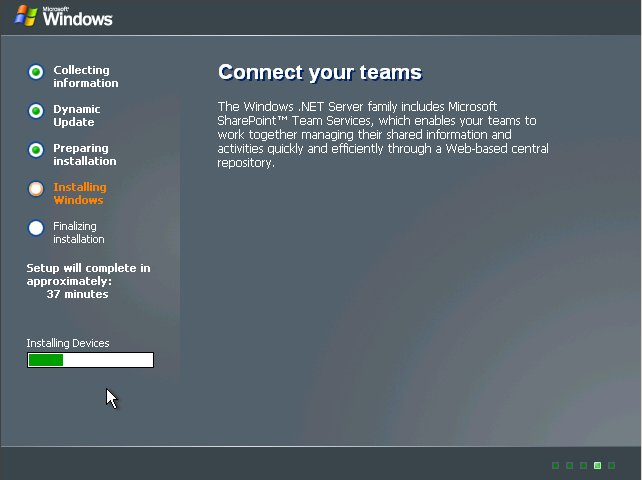 Microsoft
Windows
Collecting
information
Dynamic
Update
Preparing
installation
Installing
Windows
Finalizing
installation
Setup will complete in
approximately:
37 minutes
Installing Devices
Connect your teams
The Windows .NET Server family includes Microsoft
SharePoint™ Team Services, which enables your teams to
work together managing their shared information and
activities quickly and efficiently through a Web-based central
repository.